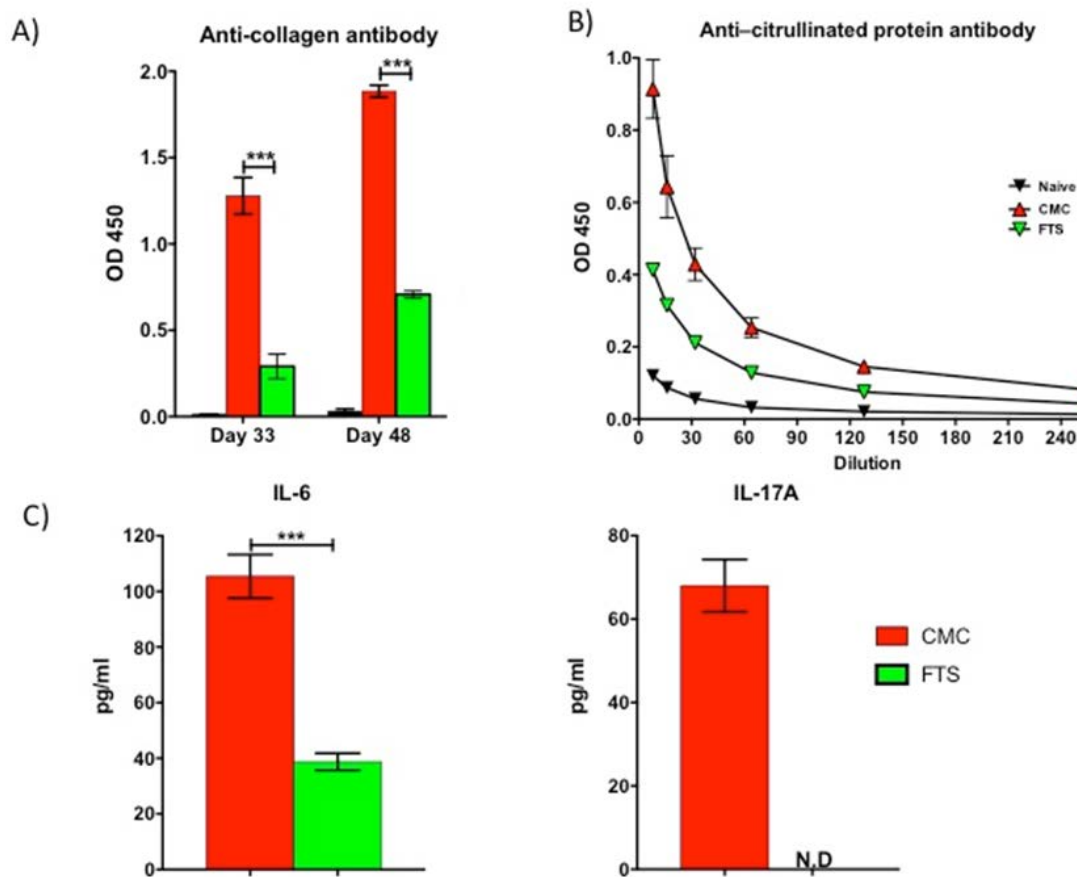 A)
Anti-collagen antibody
***
***
2.0
1.5
1.0
0.5
0.0
OD 450
Day 33 Day 48
B)
Anti–citrullinated protein antibody
1.0
0.8
0.6
0.4
0.2
0.0
OD 450
Naive
CMC
FTS
0 30 60 90 120 150 180 210 240
Dilution
C)
IL-6
***
120
100
80
60
40
20
0
pg/ml
IL-17A
80
60
40
20
0
pg/ml
N.D
CMC
FTS